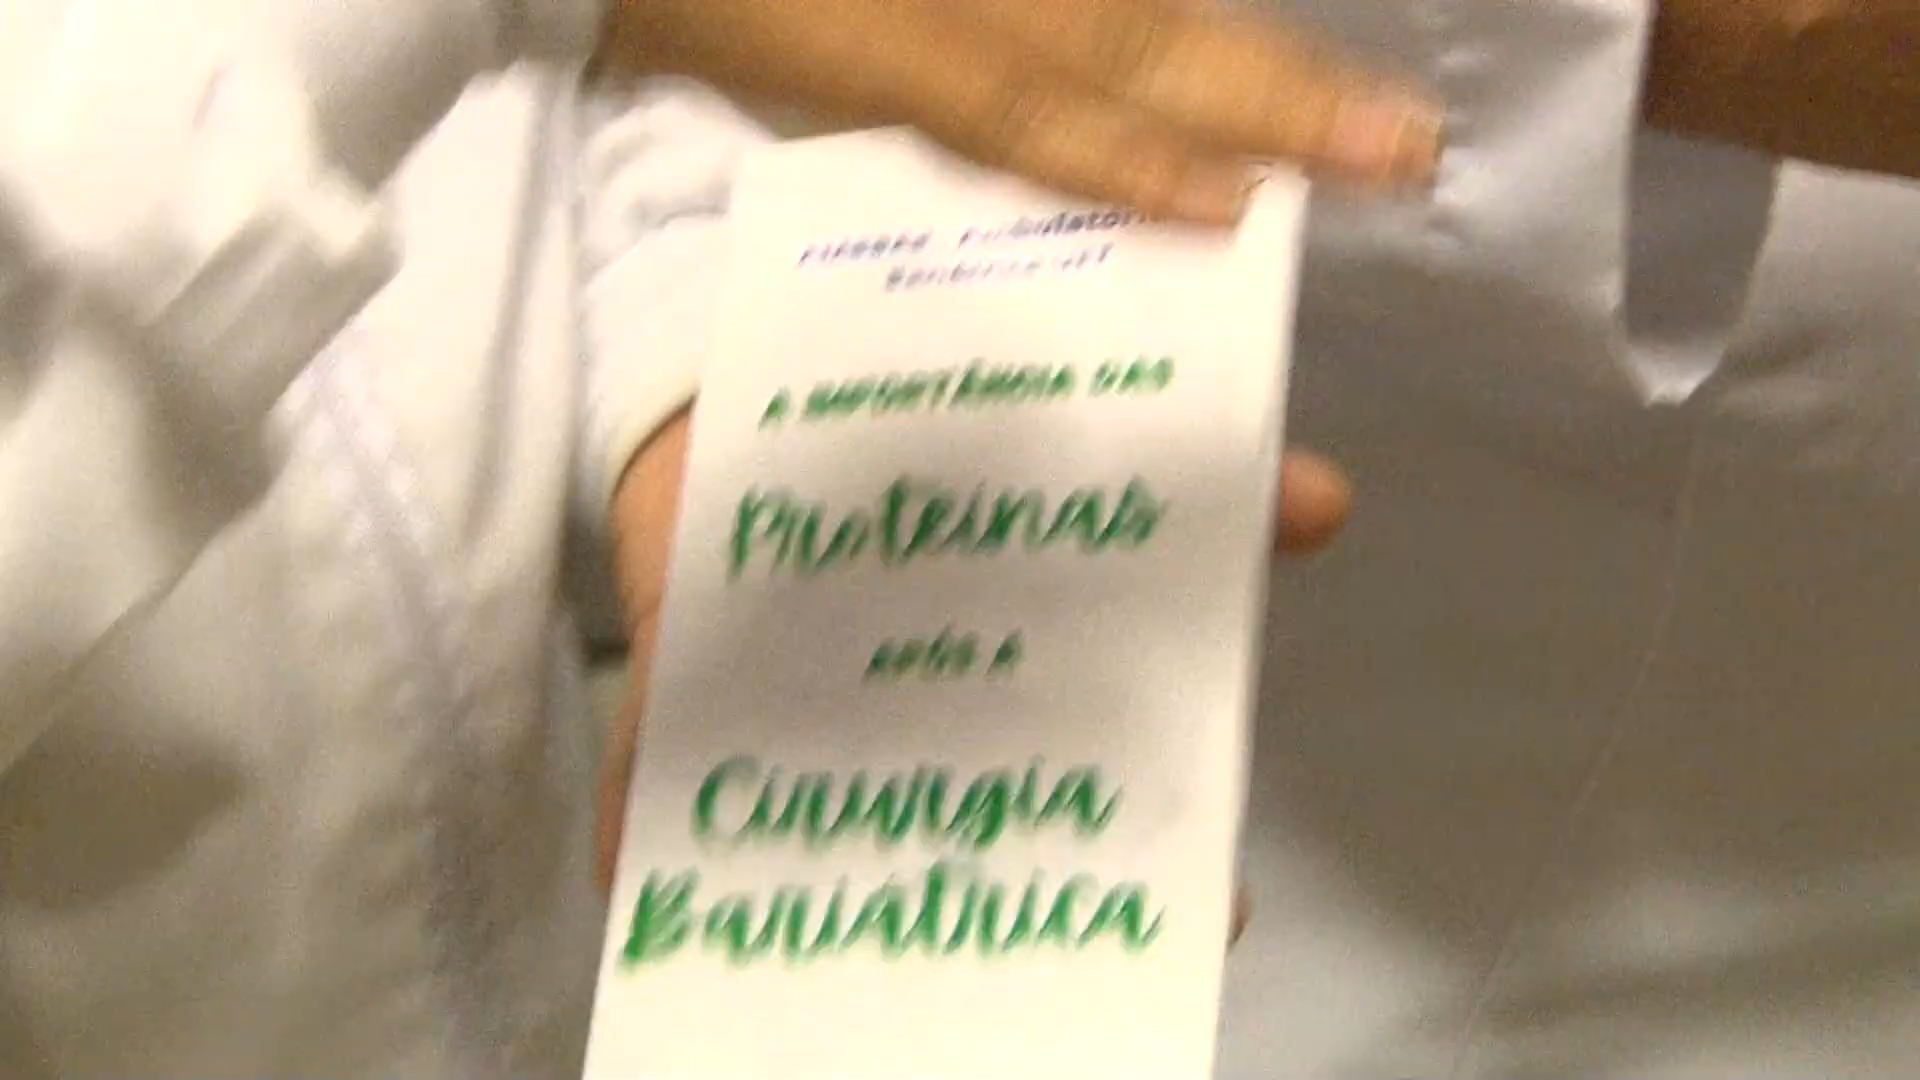 A IMPORTÂNCIA DAS
Proteínas
APÓS A
Cirurgia
Bariátrica